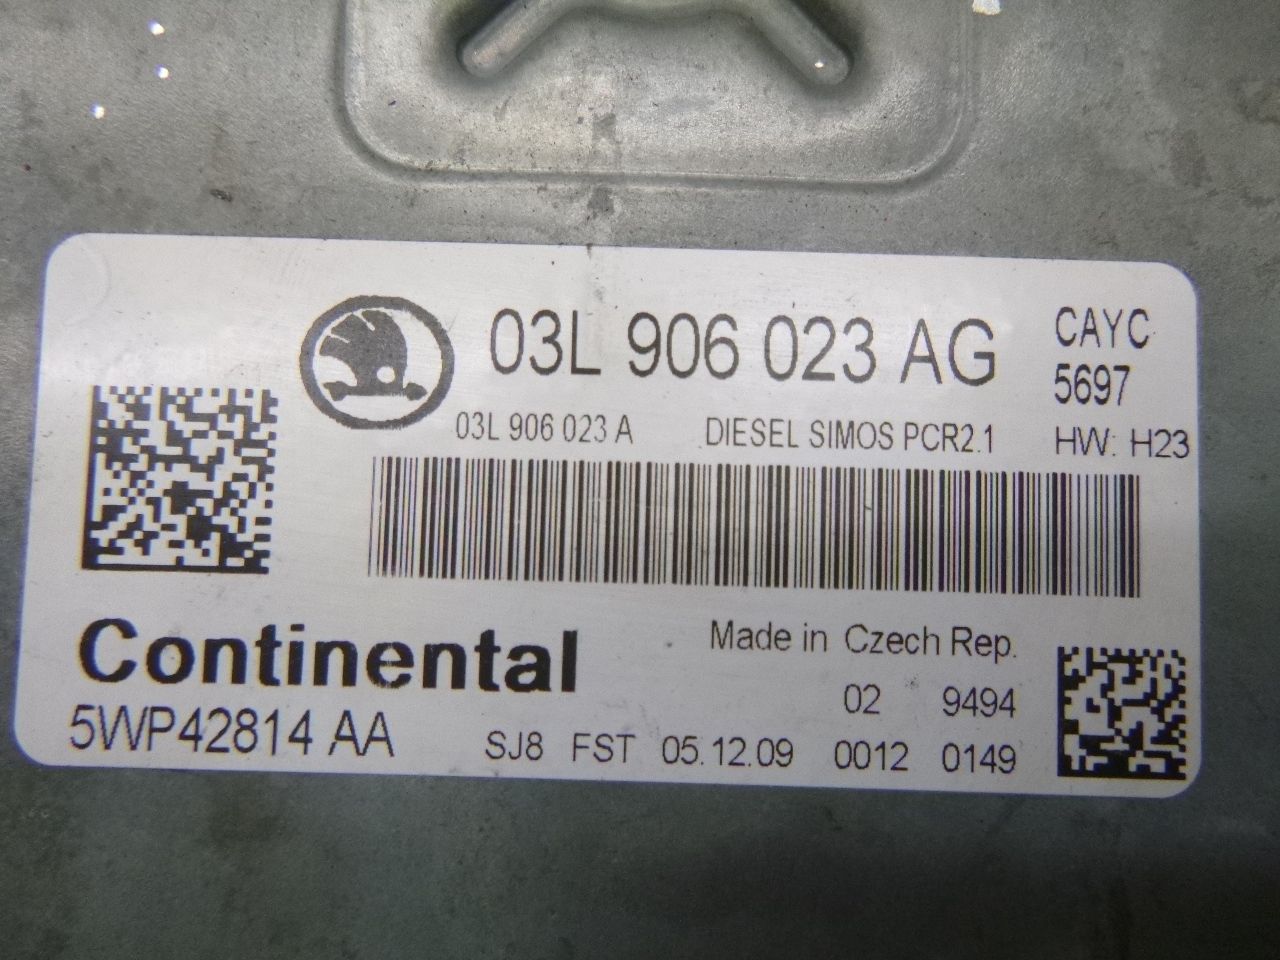 03L 906 023 AG CAYC
5697
03L 906 023 A DIESEL SIMOS PCR2.1 HW: H23
Continental Made in Czech Rep.
02 9494
5WP42814 AA SJ8 FST 05.12.09 0012 0149